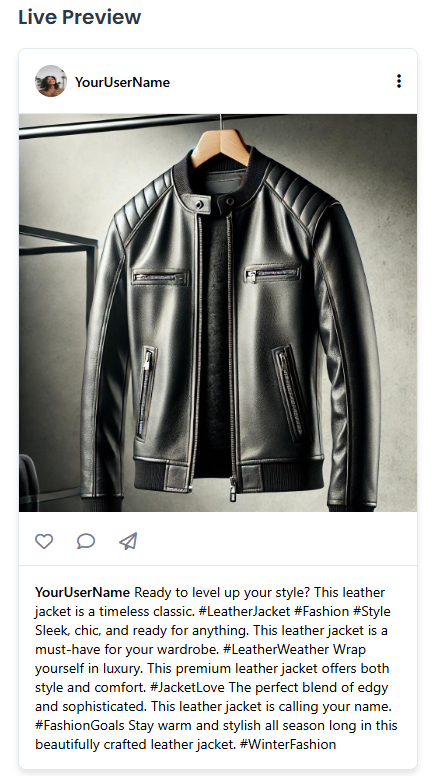 Live Preview
YourUserName
YourUserName Ready to level up your style? This leather
jacket is a timeless classic. #LeatherJacket #Fashion #Style
Sleek, chic, and ready for anything. This leather jacket is a
must-have for your wardrobe. #LeatherWeather Wrap
yourself in luxury. This premium leather jacket offers both
style and comfort. #JacketLove The perfect blend of edgy
and sophisticated. This leather jacket is calling your name.
#FashionGoals Stay warm and stylish all season long in this
beautifully crafted leather jacket. #WinterFashion